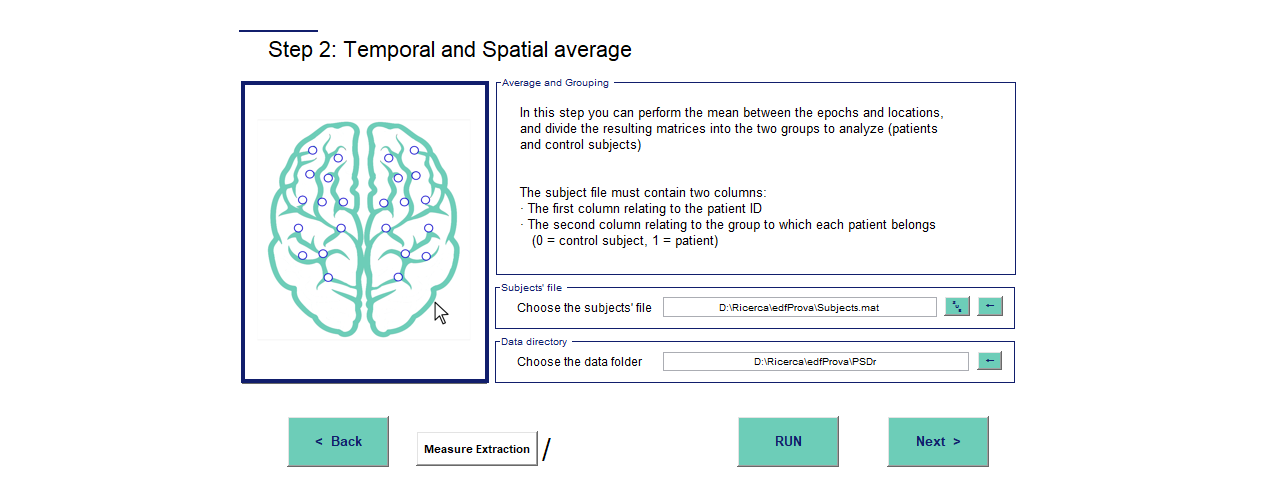 Step 2: Temporal and Spatial average
Average and Grouping
In this step you can perform the mean between the epochs and locations,
and divide the resulting matrices into the two groups to analyze (patients
and control subjects)
The subject file must contain two columns:
· The first column relating to the patient ID
· The second column relating to the group to which each patient belongs
(0 = control subject, 1 = patient)
Subjects' file
Choose the subjects' file D:\Ricerca\edfProva\Subjects.mat ←
Data directory
Choose the data folder D:\Ricerca\edfProva\PSDr ←
< Back Measure Extraction / RUN Next >